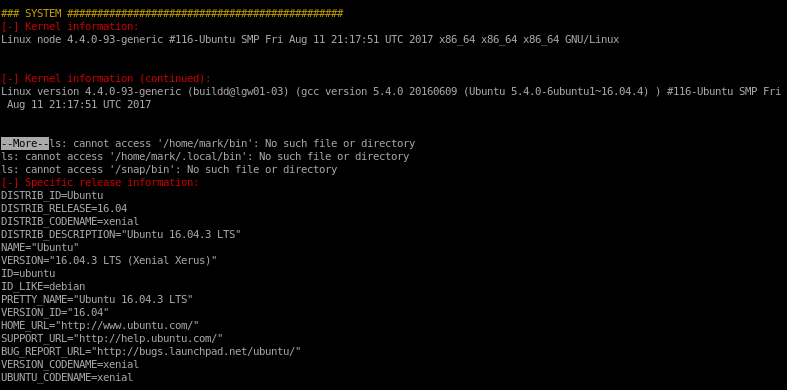 ### SYSTEM ##############################################
[-] Kernel information:
Linux node 4.4.0-93-generic #116-Ubuntu SMP Fri Aug 11 21:17:51 UTC 2017 x86_64 x86_64 x86_64 GNU/Linux
[-] Kernel information (continued):
Linux version 4.4.0-93-generic (buildd@lgw01-03) (gcc version 5.4.0 20160609 (Ubuntu 5.4.0-6ubuntu1~16.04.4) ) #116-Ubuntu SMP Fri
 Aug 11 21:17:51 UTC 2017
--More--ls: cannot access '/home/mark/bin': No such file or directory
ls: cannot access '/home/mark/.local/bin': No such file or directory
ls: cannot access '/snap/bin': No such file or directory
[-] Specific release information:
DISTRIB_ID=Ubuntu
DISTRIB_RELEASE=16.04
DISTRIB_CODENAME=xenial
DISTRIB_DESCRIPTION="Ubuntu 16.04.3 LTS"
NAME="Ubuntu"
VERSION="16.04.3 LTS (Xenial Xerus)"
ID=ubuntu
ID_LIKE=debian
PRETTY_NAME="Ubuntu 16.04.3 LTS"
VERSION_ID="16.04"
HOME_URL="http://www.ubuntu.com/"
SUPPORT_URL="http://help.ubuntu.com/"
BUG_REPORT_URL="http://bugs.launchpad.net/ubuntu/"
VERSION_CODENAME=xenial
UBUNTU_CODENAME=xenial